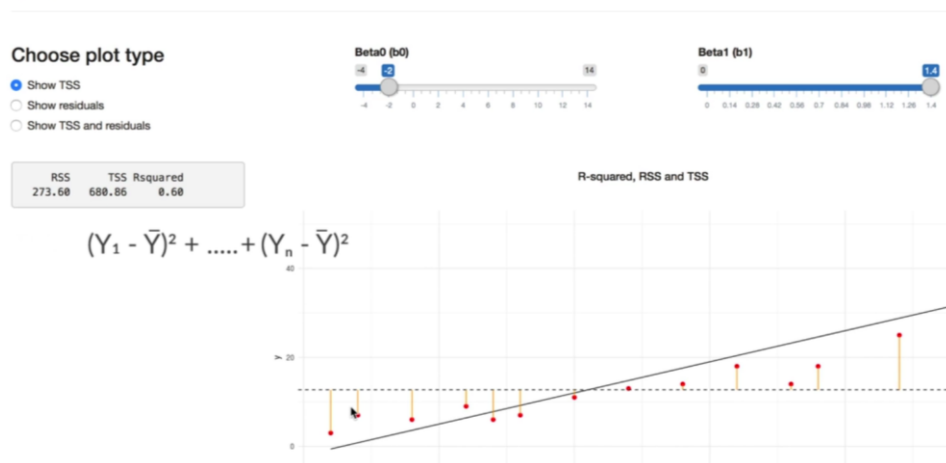 Choose plot type
Show TSS
Show residuals
Show TSS and residuals
Beta0 (b0)
-4 -2 14
-4 -2 0 2 4 6 8 10 12 14
Beta1 (b1)
0 1.4
0 0.14 0.28 0.42 0.56 0.7 0.84 0.98 1.12 1.26 1.4
RSS TSS Rsquared
273.60 680.86 0.60
R-squared, RSS and TSS
(Y₁ - Ȳ)² + .....+ (Yₙ - Ȳ)²
40
y
20
0